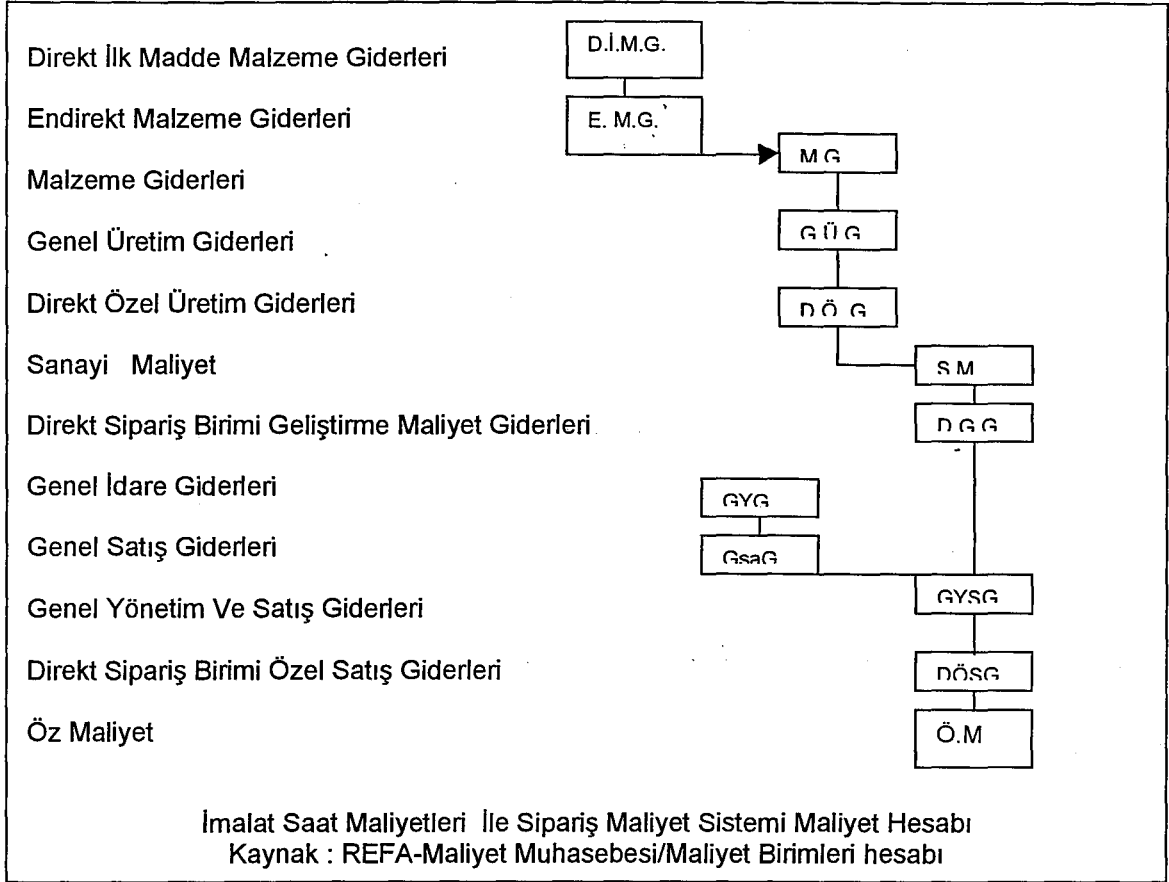 Direkt İlk Madde Malzeme Giderleri
D.İ.M.G.
Endirekt Malzeme Giderleri
E. M.G.
Malzeme Giderleri
M G
Genel Üretim Giderleri
G Ü G
Direkt Özel Üretim Giderleri
D Ö G
Sanayi Maliyet
S M
Direkt Sipariş Birimi Geliştirme Maliyet Giderleri
D G G
Genel İdare Giderleri
GYG
Genel Satış Giderleri
GsaG
Genel Yönetim Ve Satış Giderleri
GYSG
Direkt Sipariş Birimi Özel Satış Giderleri
DÖSG
Öz Maliyet
Ö.M
İmalat Saat Maliyetleri İle Sipariş Maliyet Sistemi Maliyet Hesabı
Kaynak : REFA-Maliyet Muhasebesi/Maliyet Birimleri hesabı